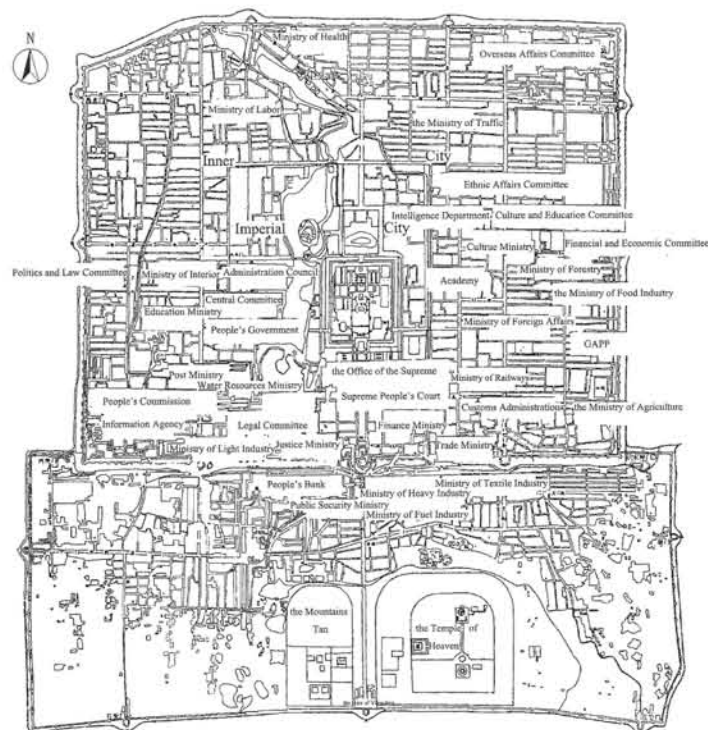 N
Ministry of Health
Overseas Affairs Committee
Ministry of Labor
the Ministry of Traffic
Inner
City
Ethnic Affairs Committee
Intelligence Department
Culture and Education Committee
Imperial
City
Cultrue Ministry
Financial and Economic Committee
Politics and Law Committee
Ministry of Interior
Administration Council
Academy
Ministry of Forestry
Central Committee
the Ministry of Food Industry
Education Ministry
People's Government
Ministry of Foreign Affairs
GAPP
Post Ministry
the Office of the Supreme
Water Resources Ministry
Ministry of Railways
People's Commission
Supreme People's Court
Customs Administration
the Ministry of Agriculture
Information Agency
Legal Committee
Finance Ministry
Ministry of Light Industry
Justice Ministry
Trade Ministry
People's Bank
Ministry of Textile Industry
Ministry of Heavy Industry
Public Security Ministry
Ministry of Fuel Industry
the Mountains
Tan
the Temple of
Heaven